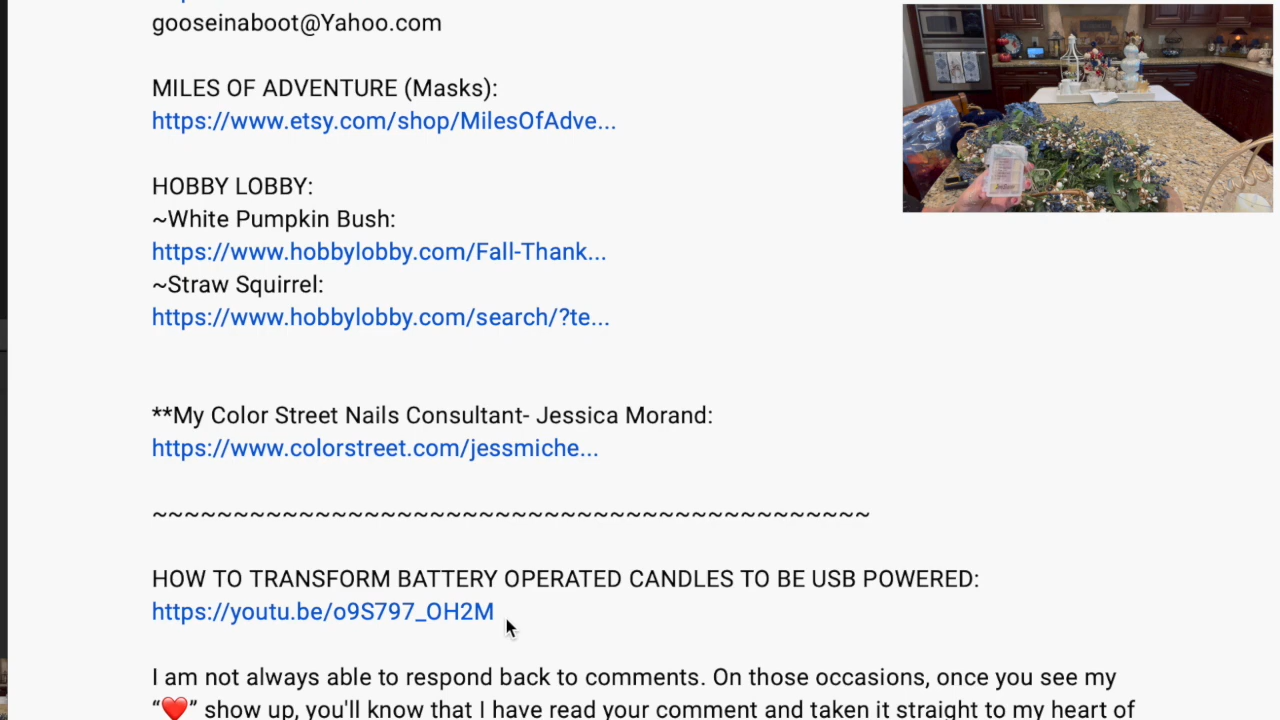 gooseinaboot@Yahoo.com
MILES OF ADVENTURE (Masks):
https://www.etsy.com/shop/MilesOfAdve...
HOBBY LOBBY:
~White Pumpkin Bush:
https://www.hobbylobby.com/Fall-Thank...
~Straw Squirrel:
https://www.hobbylobby.com/search/?te...
**My Color Street Nails Consultant- Jessica Morand:
https://www.colorstreet.com/jessmiche...
~~~~~~~~~~~~~~~~~~~~~~~~~~~~~~~~~~~~~~~~~~~~
HOW TO TRANSFORM BATTERY OPERATED CANDLES TO BE USB POWERED:
https://youtu.be/o9S797_OH2M
I am not always able to respond back to comments. On those occasions, once you see my
“❤️” show up, you'll know that I have read your comment and taken it straight to my heart of